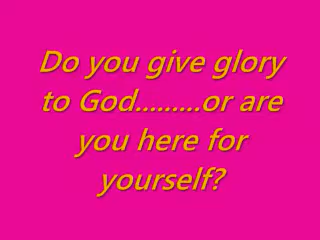 Do you give glory
to God.........or are
you here for
yourself?